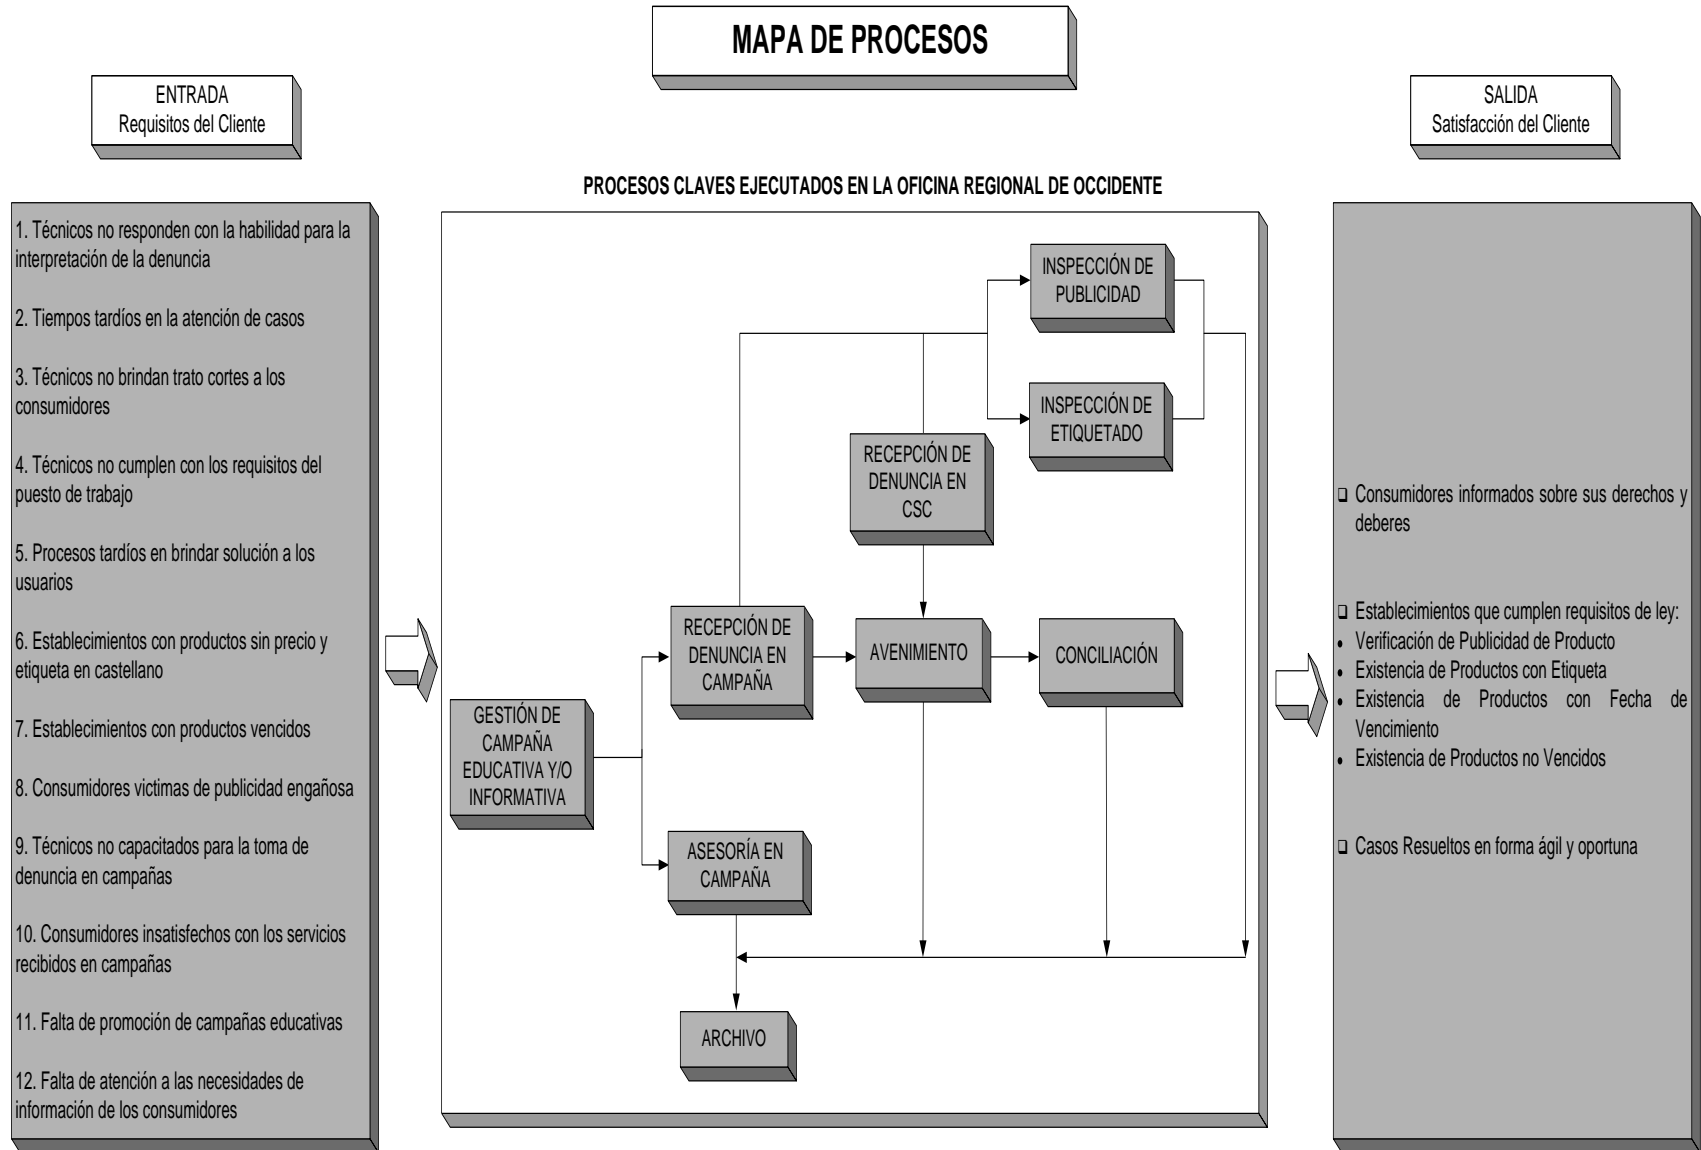 MAPA DE PROCESOS
ENTRADA
Requisitos del Cliente
SALIDA
Satisfacción del Cliente
PROCESOS CLAVES EJECUTADOS EN LA OFICINA REGIONAL DE OCCIDENTE
1. Técnicos no responden con la habilidad para la
interpretación de la denuncia
2. Tiempos tardíos en la atención de casos
3. Técnicos no brindan trato cortes a los
consumidores
4. Técnicos no cumplen con los requisitos del
puesto de trabajo
5. Procesos tardíos en brindar solución a los
usuarios
6. Establecimientos con productos sin precio y
etiqueta en castellano
7. Establecimientos con productos vencidos
8. Consumidores victimas de publicidad engañosa
9. Técnicos no capacitados para la toma de
denuncia en campañas
10. Consumidores insatisfechos con los servicios
recibidos en campañas
11. Falta de promoción de campañas educativas
12. Falta de atención a las necesidades de
información de los consumidores
INSPECCIÓN DE
PUBLICIDAD
INSPECCIÓN DE
ETIQUETADO
RECEPCIÓN DE
DENUNCIA EN
CSC
RECEPCIÓN DE
DENUNCIA EN
CAMPAÑA
AVENIMIENTO
CONCILIACIÓN
GESTIÓN DE
CAMPAÑA
EDUCATIVA Y/O
INFORMATIVA
ASESORÍA EN
CAMPAÑA
ARCHIVO
❑ Consumidores informados sobre sus derechos y
deberes
❑ Establecimientos que cumplen requisitos de ley:
• Verificación de Publicidad de Producto
• Existencia de Productos con Etiqueta
• Existencia de Productos con Fecha de
Vencimiento
• Existencia de Productos no Vencidos
❑ Casos Resueltos en forma ágil y oportuna